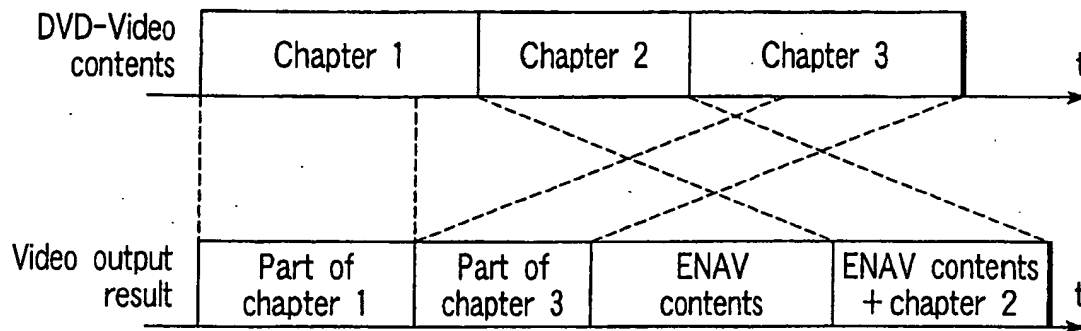 DVD-Video
contents
Chapter 1
Chapter 2
Chapter 3
t
Video output
result
Part of
chapter 1
Part of
chapter 3
ENAV
contents
ENAV contents
+ chapter 2
t